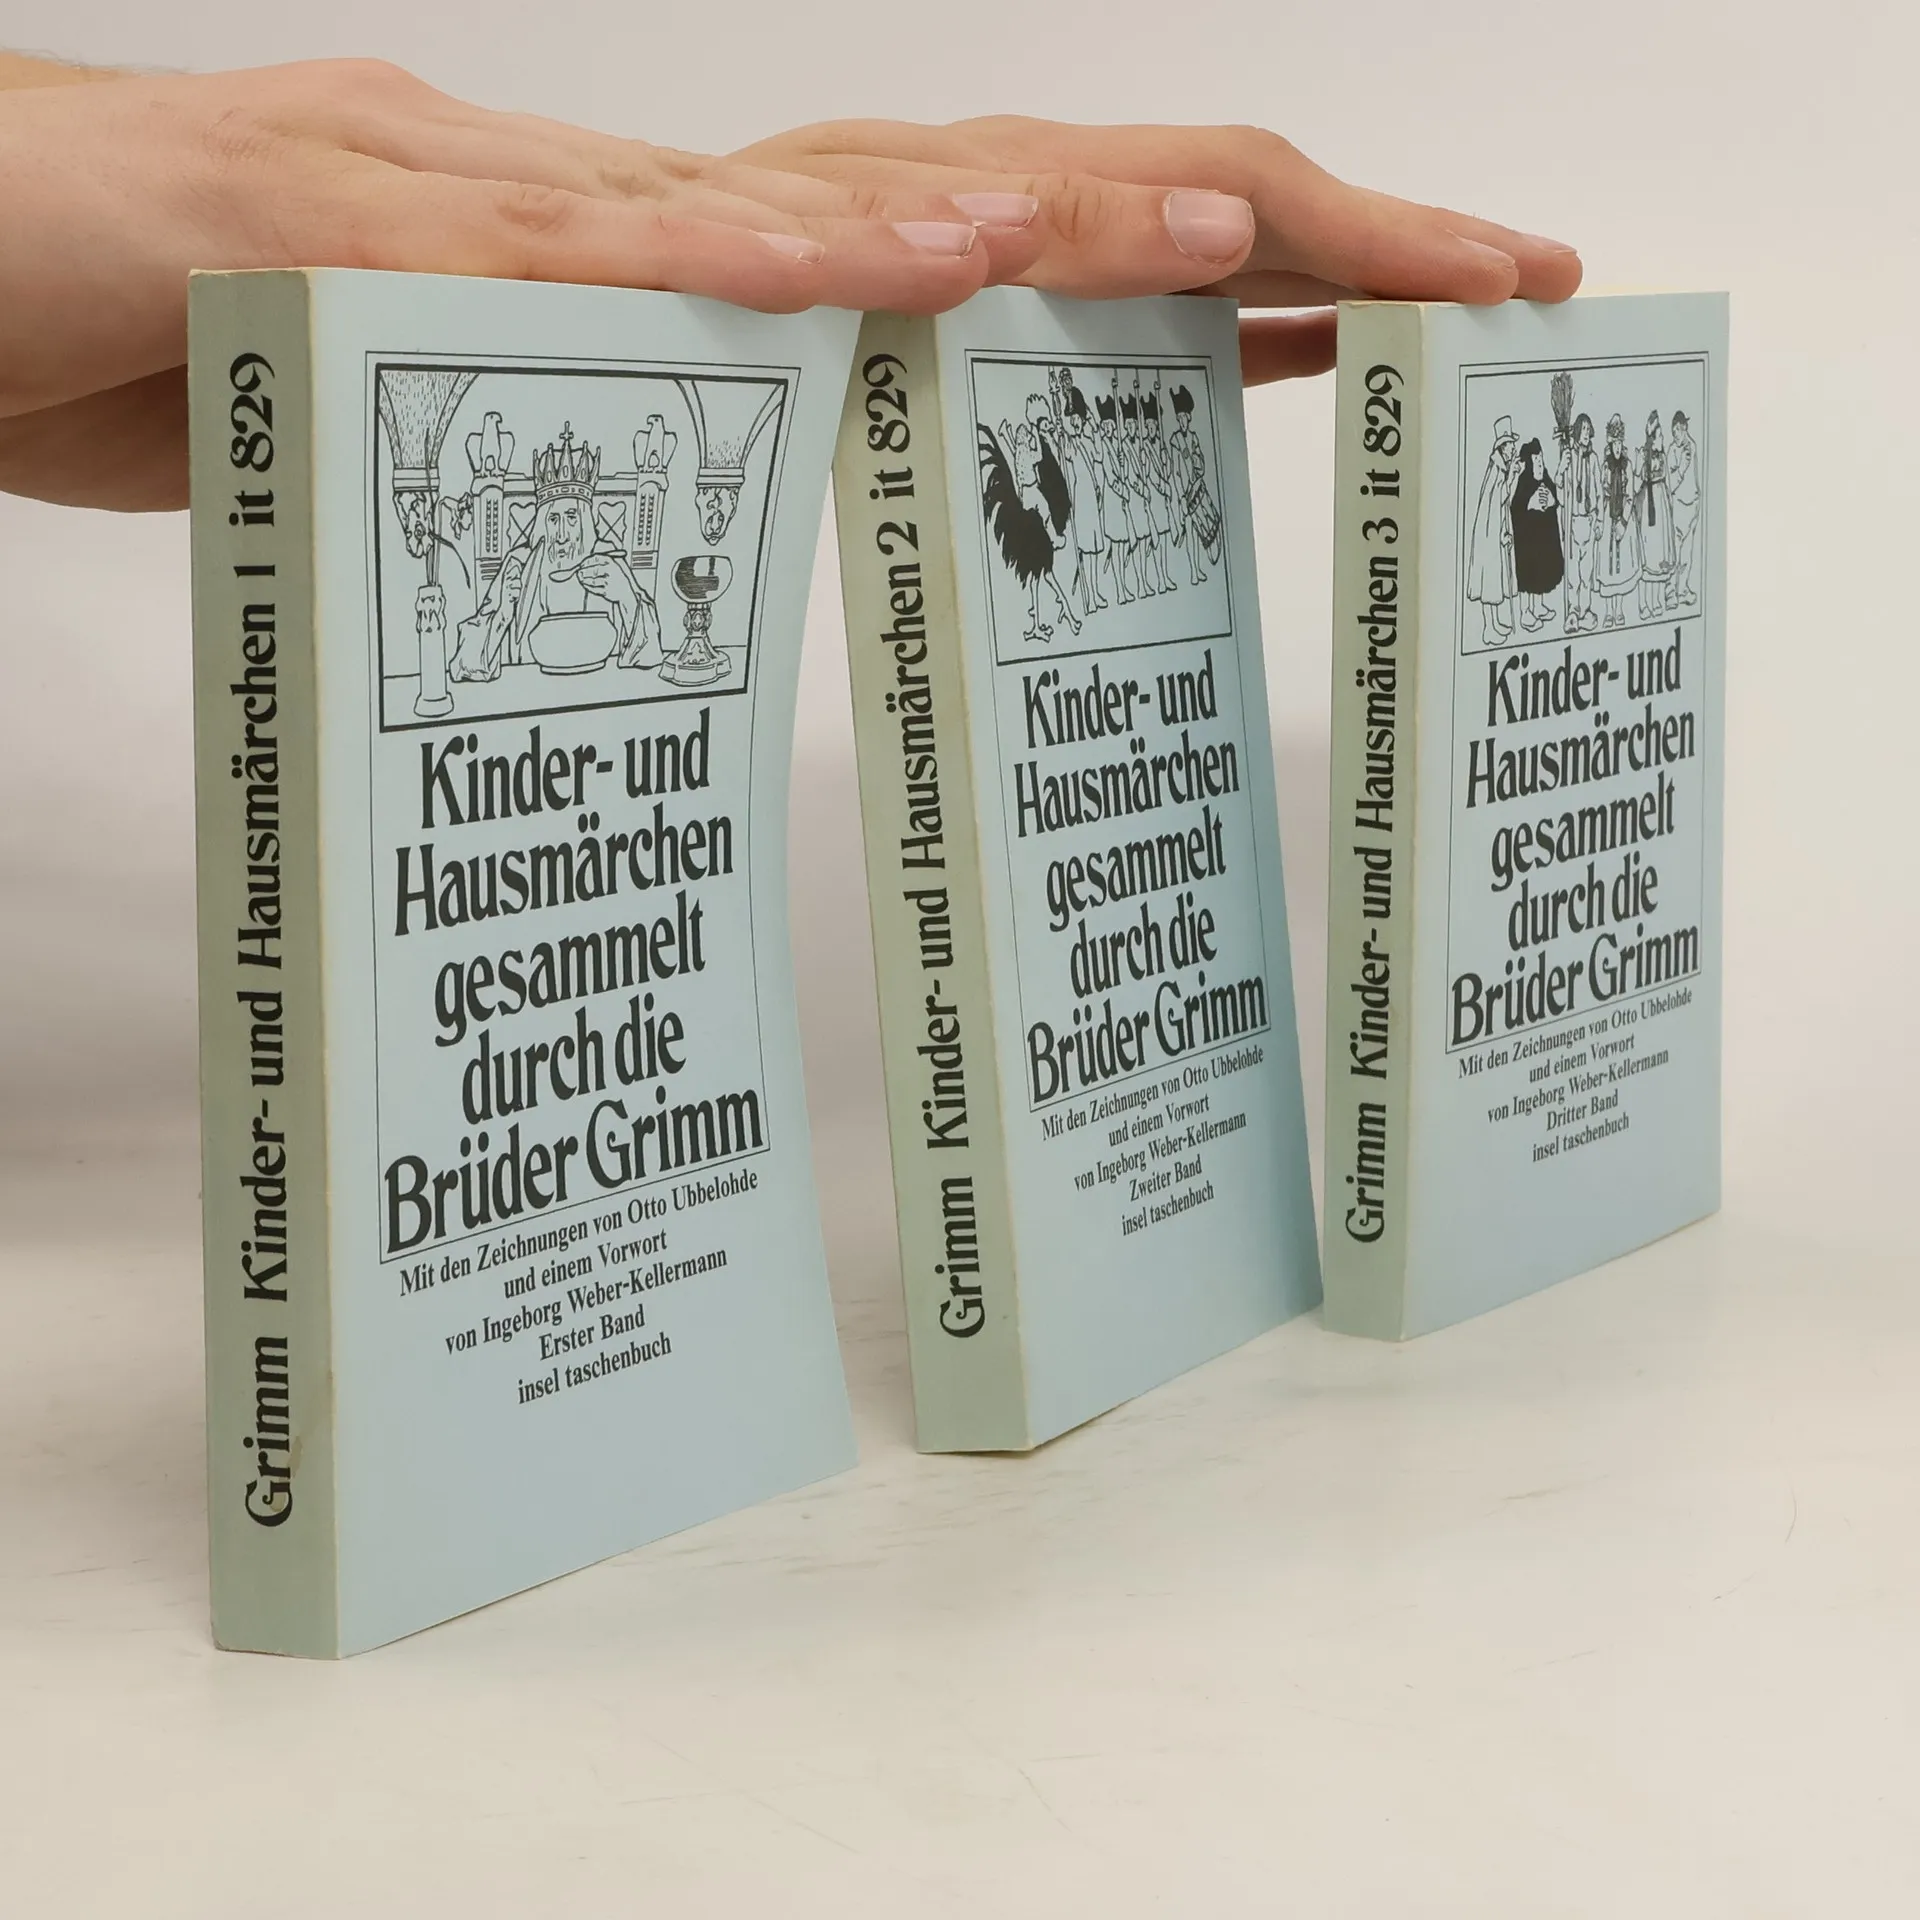 Grimm Kinder- und Hausmärchen 1 it 829
Kinder- und
Hausmärchen
gesammelt
durch die
Brüder Grimm
Mit den Zeichnungen von Otto Ubbelohde
und einem Vorwort
von Ingeborg Weber-Kellermann
Erster Band
insel taschenbuch
Grimm Kinder- und Hausmärchen 2 it 829
Kinder- und
Hausmärchen
gesammelt
durch die
Brüder Grimm
Mit den Zeichnungen von Otto Ubbelohde
und einem Vorwort
von Ingeborg Weber-Kellermann
Zweiter Band
insel taschenbuch
Grimm Kinder- und Hausmärchen 3 it 829
Kinder- und
Hausmärchen
gesammelt
durch die
Brüder Grimm
Mit den Zeichnungen von Otto Ubbelohde
und einem Vorwort
von Ingeborg Weber-Kellermann
Dritter Band
insel taschenbuch